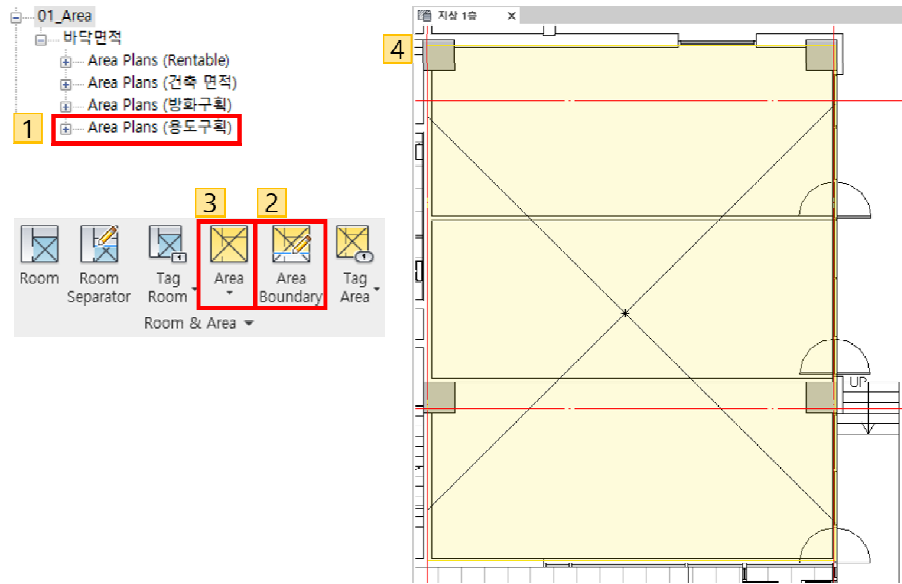 01_Area
바닥면적
Area Plans (Rentable)
Area Plans (건축 면적)
Area Plans (방화구획)
1
Area Plans (용도구획)
3
2
Room
Room
Separator
Tag
Room
Area
Area
Boundary
Tag
Area
Room & Area
지상 1층
X
4
UP